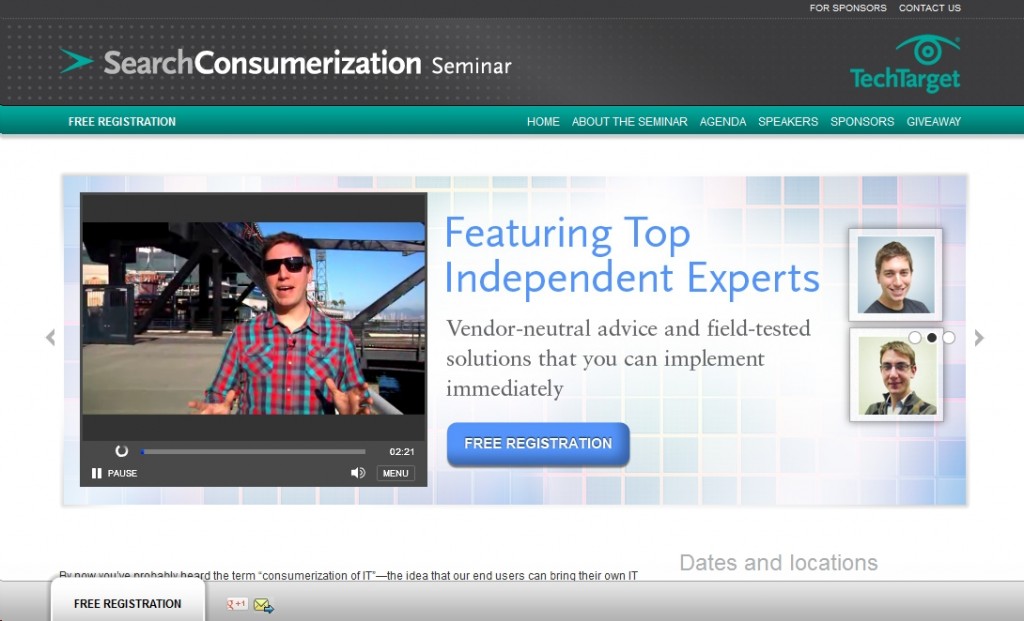 FOR SPONSORS CONTACT US
SearchConsumerization Seminar
TechTarget
FREE REGISTRATION HOME ABOUT THE SEMINAR AGENDA SPEAKERS SPONSORS GIVEAWAY
Featuring Top
Independent Experts
Vendor-neutral advice and field-tested
solutions that you can implement
immediately
FREE REGISTRATION
02:21
PAUSE MENU
Dates and locations
By now you've probably heard the term “consumerization of IT”—the idea that our end users can bring their own IT
FREE REGISTRATION
g +1